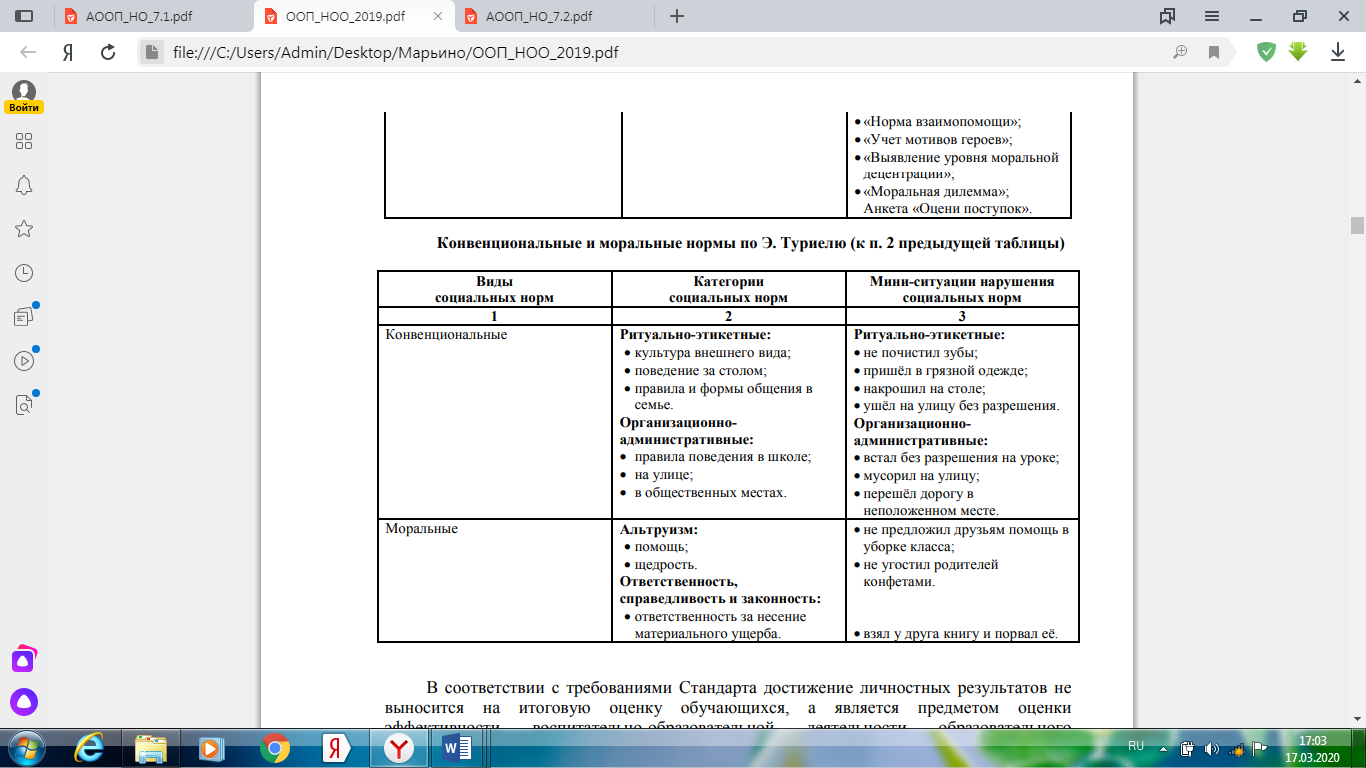 АООП_НО_7.1.pdf
ООП_НОО_2019.pdf
АООП_НО_7.2.pdf
file:///C:/Users/Admin/Desktop/Марьино/ООП_НОО_2019.pdf
Войти
• «Норма взаимопомощи»;
• «Учет мотивов героев»;
• «Выявление уровня моральной
децентрации»;
• «Моральная дилемма»;
Анкета «Оцени поступок».
Конвенциональные и моральные нормы по Э. Туриелю (к п. 2 предыдущей таблицы)
Виды
социальных норм
Категории
социальных норм
Мини-ситуации нарушения
социальных норм
1
2
3
Конвенциональные
Ритуально-этикетные:
• культура внешнего вида;
• поведение за столом;
• правила и формы общения в
семье.
Организационно-
административные:
• правила поведения в школе;
• на улице;
• в общественных местах.
Ритуально-этикетные:
• не почистил зубы;
• пришёл в грязной одежде;
• накрошил на столе;
• ушёл на улицу без разрешения.
Организационно-
административные:
• встал без разрешения на уроке;
• мусорил на улицу;
• перешёл дорогу в
неположенном месте.
Моральные
Альтруизм:
• помощь;
• щедрость.
Ответственность,
справедливость и законность:
• ответственность за несение
материального ущерба.
• не предложил друзьям помощь в
уборке класса;
• не угостил родителей
конфетами.
• взял у друга книгу и порвал её.
В соответствии с требованиями Стандарта достижение личностных результатов не
выносится на итоговую оценку обучающихся, а является предметом оценки
эффективности воспитательно-образовательной деятельности образовательного
RU
17:03
17.03.2020